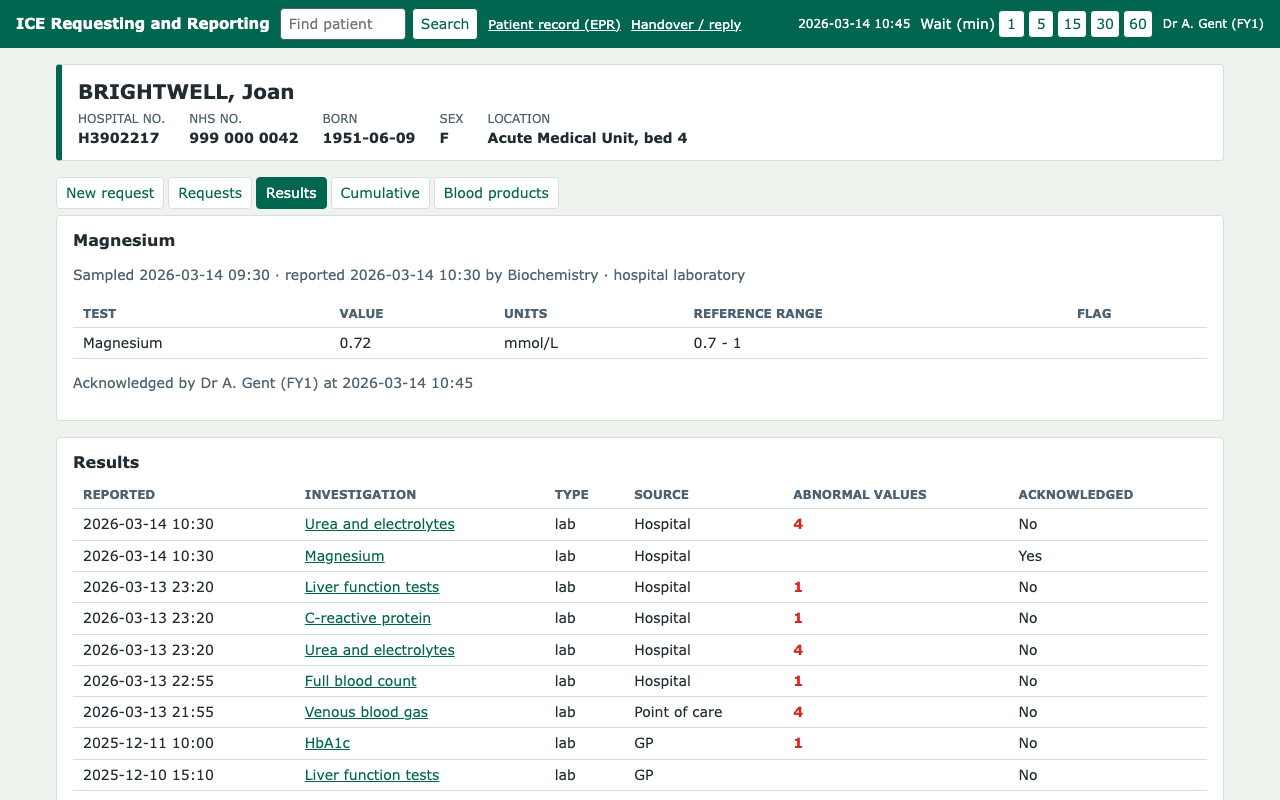 ICE Requesting and Reporting Find patient Search Patient record (EPR) Handover / reply 2026-03-14 10:45 Wait (min) 1 5 15 30 60 Dr A. Gent (FY1)
BRIGHTWELL, Joan
HOSPITAL NO. NHS NO. BORN SEX LOCATION
H3902217 999 000 0042 1951-06-09 F Acute Medical Unit, bed 4
New request Requests Results Cumulative Blood products
Magnesium
Sampled 2026-03-14 09:30 · reported 2026-03-14 10:30 by Biochemistry · hospital laboratory
TEST VALUE UNITS REFERENCE RANGE FLAG
Magnesium 0.72 mmol/L 0.7 - 1
Acknowledged by Dr A. Gent (FY1) at 2026-03-14 10:45
Results
REPORTED INVESTIGATION TYPE SOURCE ABNORMAL VALUES ACKNOWLEDGED
2026-03-14 10:30 Urea and electrolytes lab Hospital 4 No
2026-03-14 10:30 Magnesium lab Hospital Yes
2026-03-13 23:20 Liver function tests lab Hospital 1 No
2026-03-13 23:20 C-reactive protein lab Hospital 1 No
2026-03-13 23:20 Urea and electrolytes lab Hospital 4 No
2026-03-13 22:55 Full blood count lab Hospital 1 No
2026-03-13 21:55 Venous blood gas lab Point of care 4 No
2025-12-11 10:00 HbA1c lab GP 1 No
2025-12-10 15:10 Liver function tests lab GP No